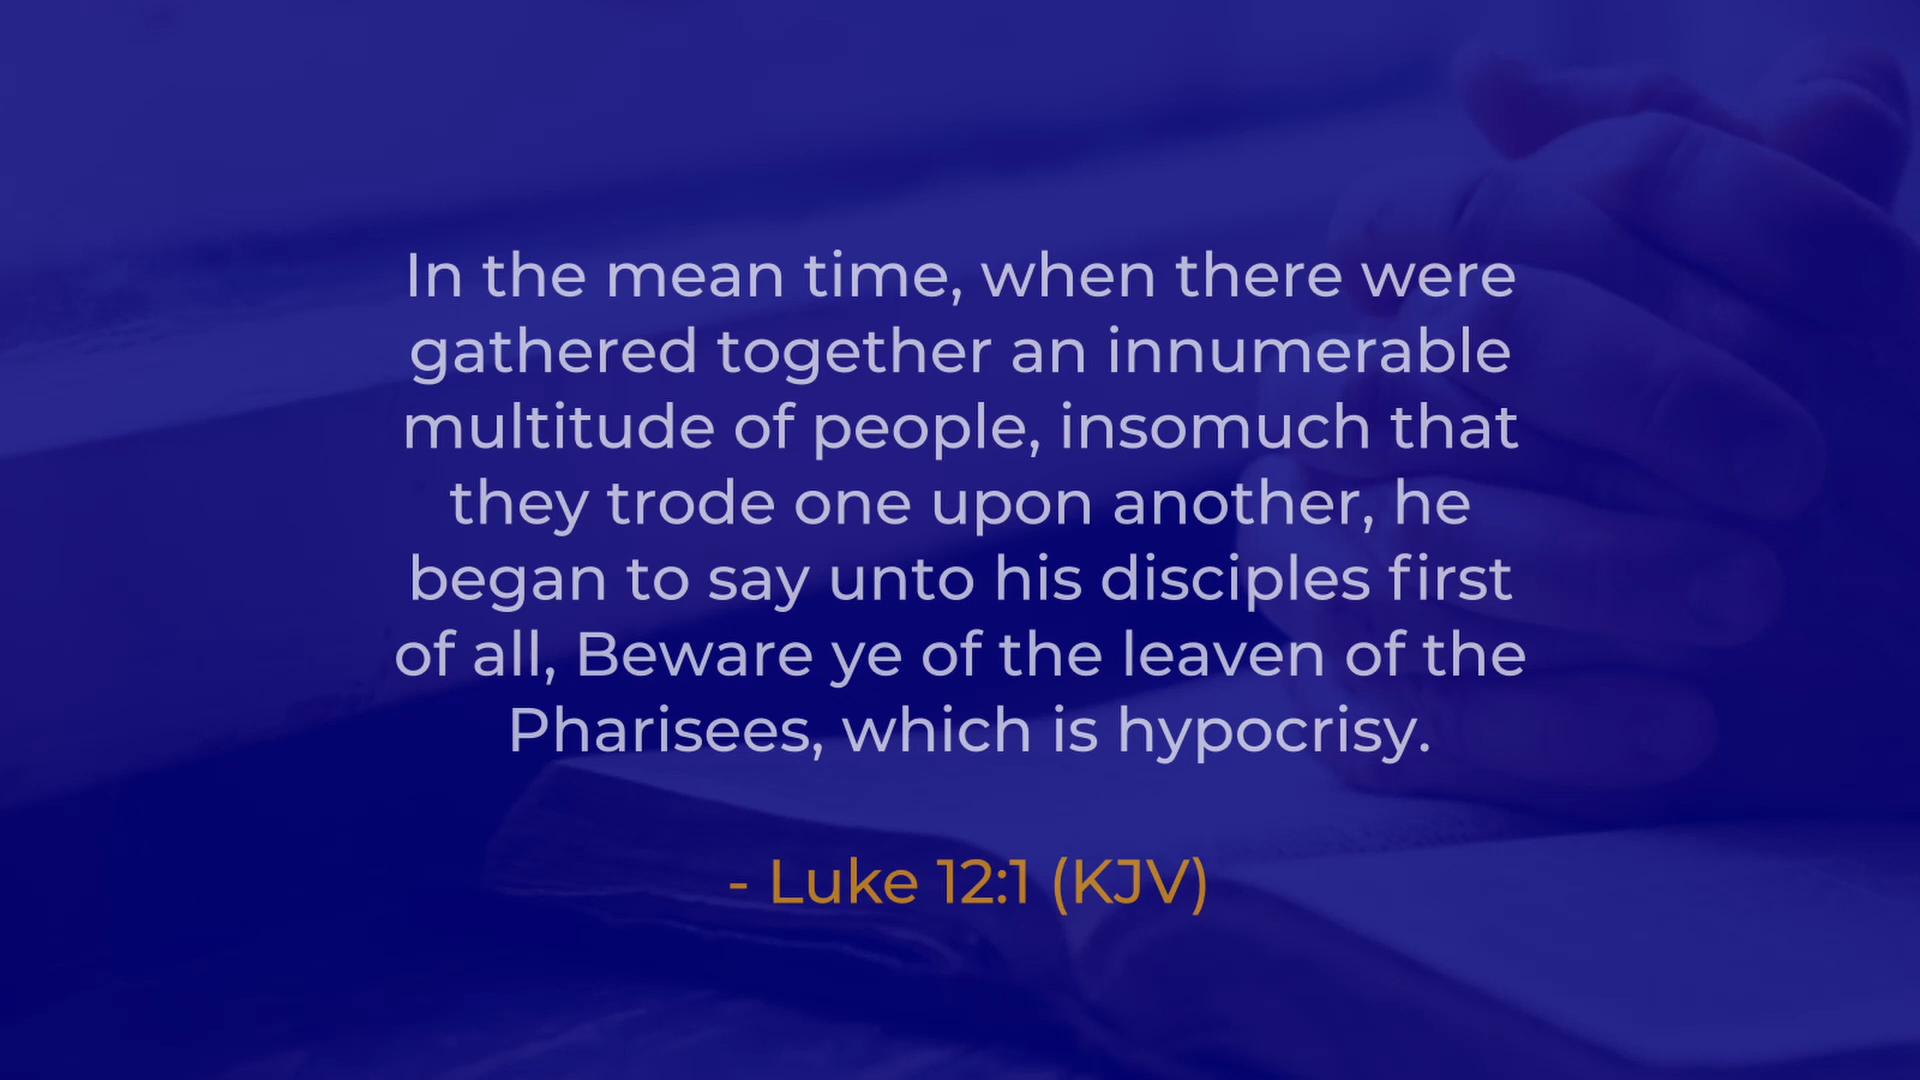 In the mean time, when there were
gathered together an innumerable
multitude of people, insomuch that
they trode one upon another, he
began to say unto his disciples first
of all, Beware ye of the leaven of the
Pharisees, which is hypocrisy.
- Luke 12:1 (KJV)